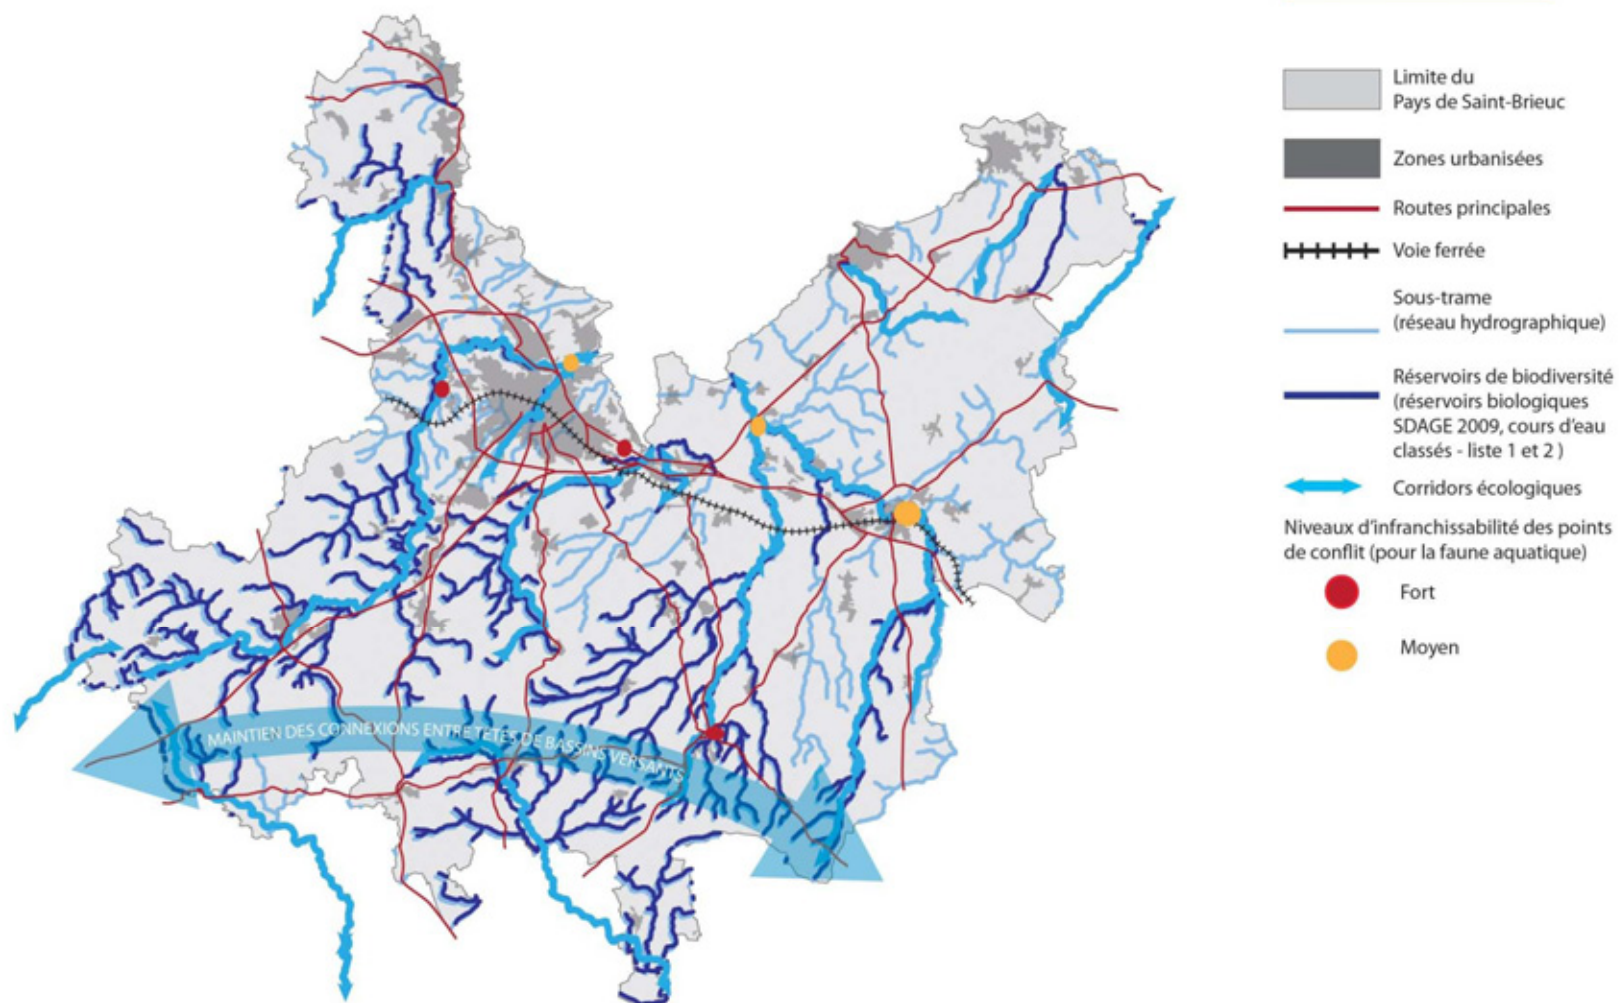 Limite du
Pays de Saint-Brieuc
Zones urbanisées
Routes principales
Voie ferrée
Sous-trame
(réseau hydrographique)
Réservoirs de biodiversité
(réservoirs biologiques
SDAGE 2009, cours d'eau
classés - liste 1 et 2 )
Corridors écologiques
Niveaux d'infranchissabilité des points
de conflit (pour la faune aquatique)
Fort
Moyen
MAINTIEN DES CONNEXIONS ENTRE TETES DE BASSINS VERSANTS